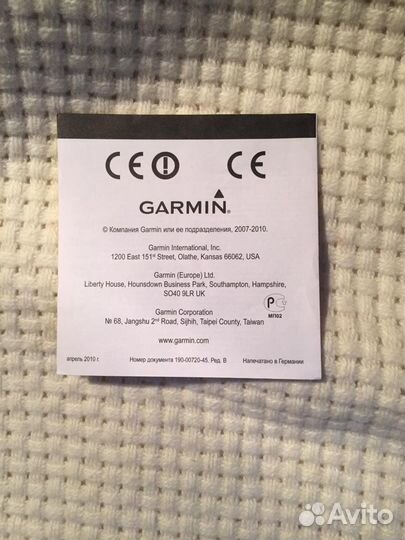 CE CE
GARMIN®
© Компания Garmin или ее подразделения, 2007-2010.
Garmin International, Inc.
1200 East 151st Street, Olathe, Kansas 66062, USA
Garmin (Europe) Ltd.
Liberty House, Hounsdown Business Park, Southampton, Hampshire,
SO40 9LR UK
Garmin Corporation
№ 68, Jangshu 2nd Road, Sijhih, Taipei County, Taiwan
МП02
www.garmin.com
апрель 2010 г. Номер документа 190-00720-45. Ред. B Напечатано в Германии
Avito